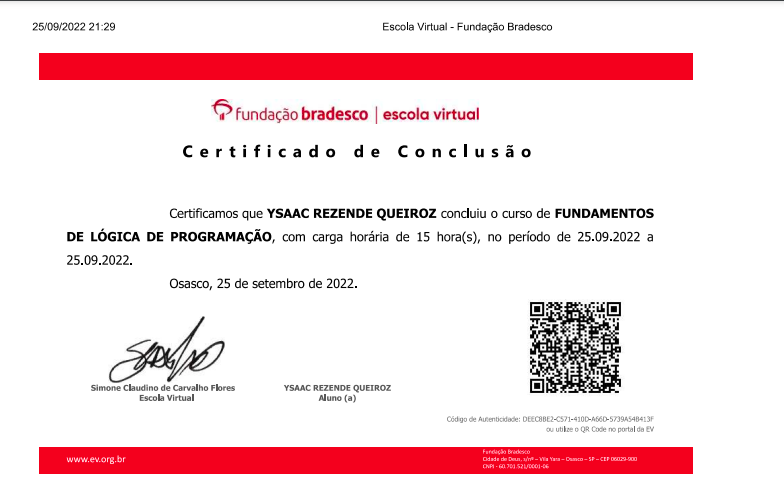 25/09/2022 21:29
Escola Virtual - Fundação Bradesco
fundação bradesco | escola virtual
Certificado de Conclusão
Certificamos que YSAAC REZENDE QUEIROZ concluiu o curso de FUNDAMENTOS
DE LÓGICA DE PROGRAMAÇÃO, com carga horária de 15 hora(s), no período de 25.09.2022 a
25.09.2022.
Osasco, 25 de setembro de 2022.
Simone Claudino de Carvalho Flores
Escola Virtual
YSAAC REZENDE QUEIROZ
Aluno (a)
Código de Autenticidade: DEEC8BE2-C571-410D-A66D-5739A54B413F
ou utilize o QR Code no portal da EV
www.ev.org.br
Fundação Bradesco
Cidade de Deus, s/nº – Vila Yara – Osasco – SP – CEP 06029-900
CNPJ - 60.701.521/0001-06